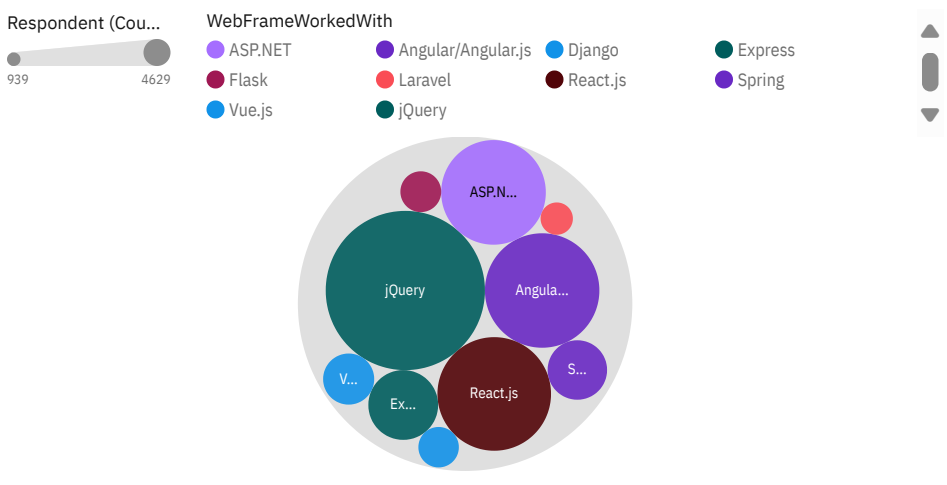 Respondent (Cou...
939 4629
WebFrameWorkedWith
ASP.NET Angular/Angular.js Django Express
Flask Laravel React.js Spring
Vue.js jQuery
ASP.N...
jQuery Angula...
S...
V... React.js
Ex...